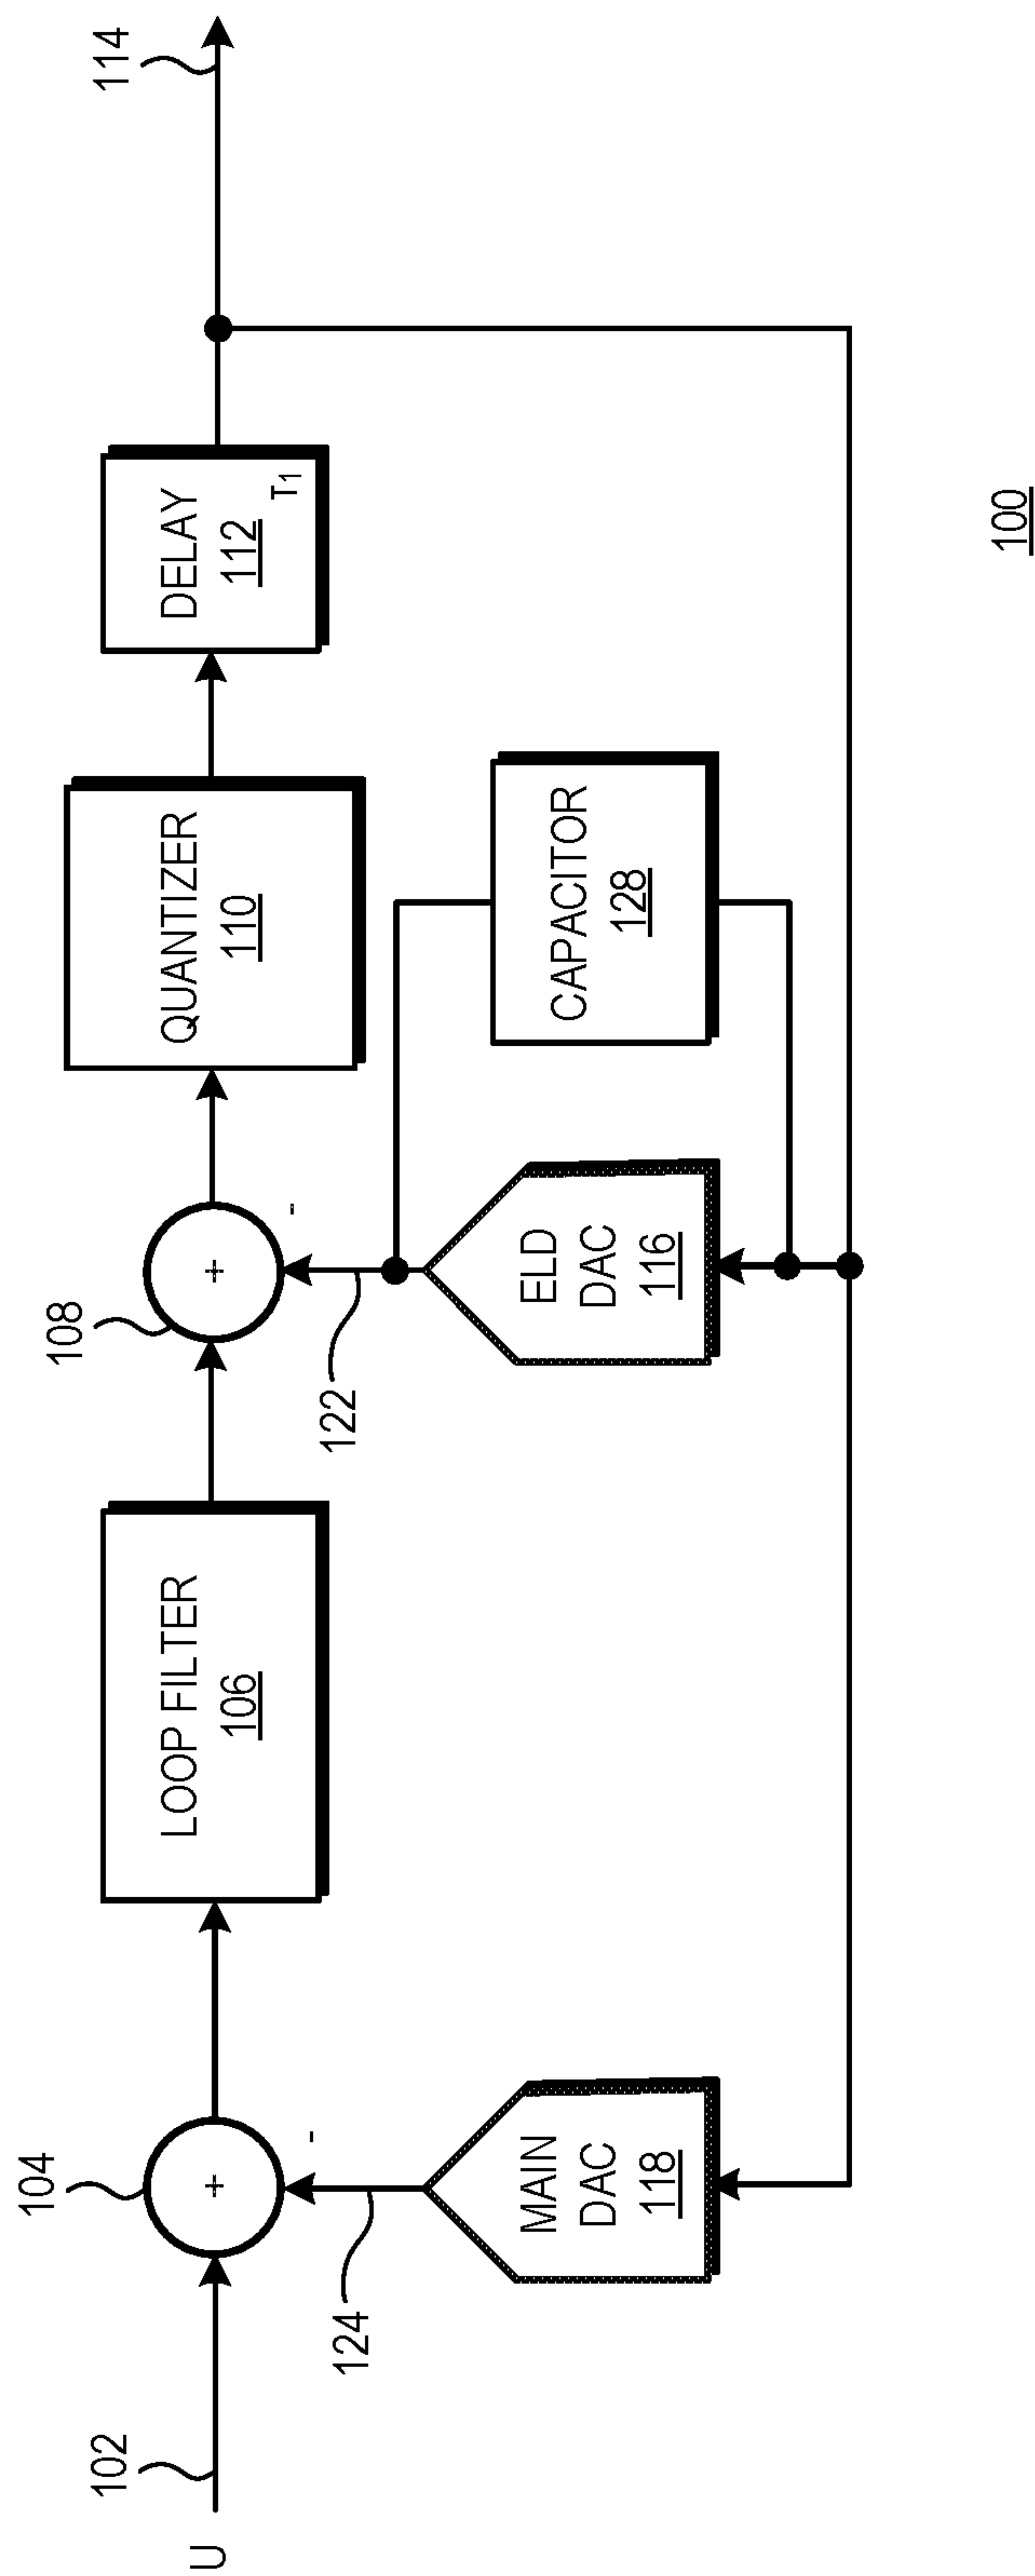 U
102
104
+
-
124
MAIN
DAC
118
LOOP FILTER
106
108
+
-
122
ELD
DAC
116
QUANTIZER
110
CAPACITOR
128
DELAY
112
T1
114
100